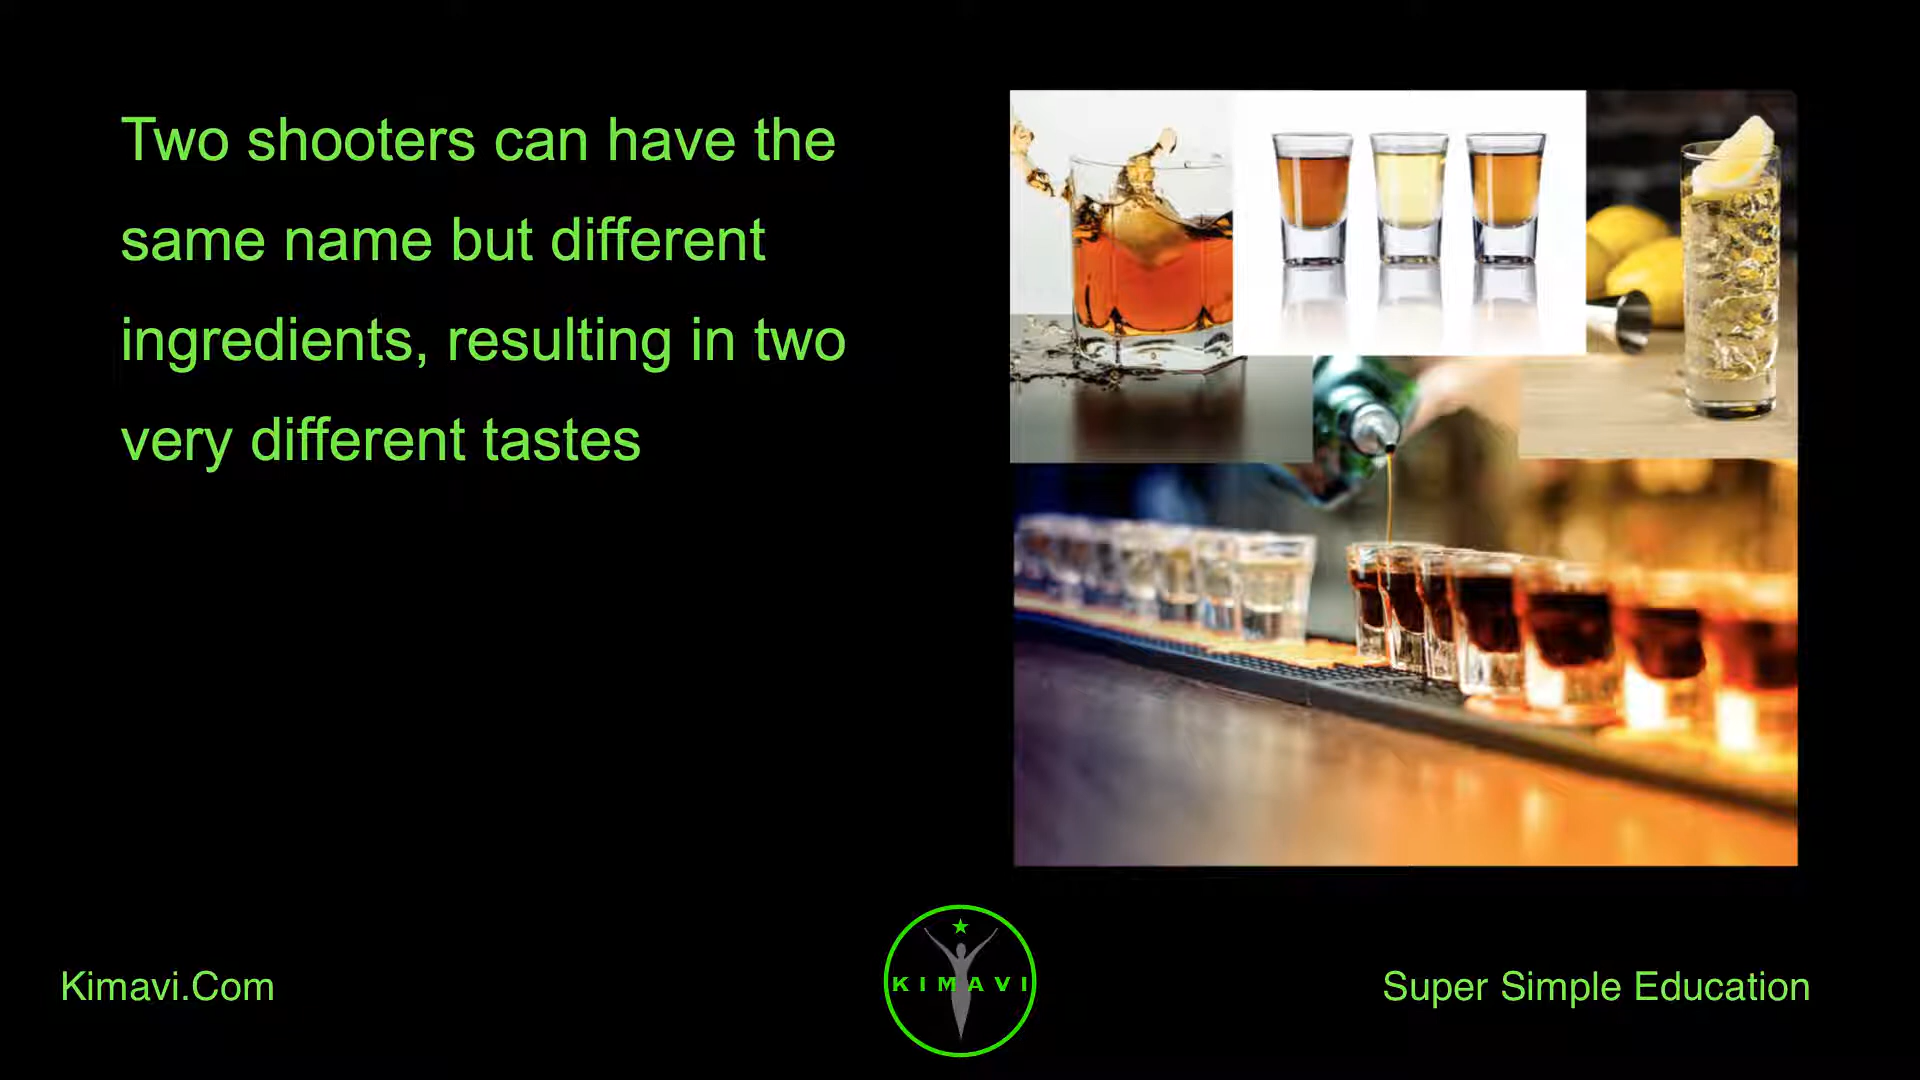 Two shooters can have the
same name but different
ingredients, resulting in two
very different tastes
Kimavi.Com
KIMAVI
Super Simple Education